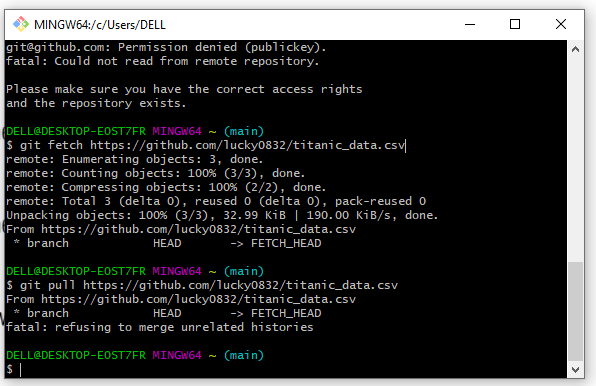 MINGW64:/c/Users/DELL
git@github.com: Permission denied (publickey).
fatal: Could not read from remote repository.
Please make sure you have the correct access rights
and the repository exists.
DELL@DESKTOP-EOST7FR MINGW64 ~ (main)
$ git fetch https://github.com/lucky0832/titanic_data.csv
remote: Enumerating objects: 3, done.
remote: Counting objects: 100% (3/3), done.
remote: Compressing objects: 100% (2/2), done.
remote: Total 3 (delta 0), reused 0 (delta 0), pack-reused 0
Unpacking objects: 100% (3/3), 32.99 KiB | 190.00 KiB/s, done.
From https://github.com/lucky0832/titanic_data.csv
* branch            HEAD       -> FETCH_HEAD
DELL@DESKTOP-EOST7FR MINGW64 ~ (main)
$ git pull https://github.com/lucky0832/titanic_data.csv
From https://github.com/lucky0832/titanic_data.csv
* branch            HEAD       -> FETCH_HEAD
fatal: refusing to merge unrelated histories
DELL@DESKTOP-EOST7FR MINGW64 ~ (main)
$